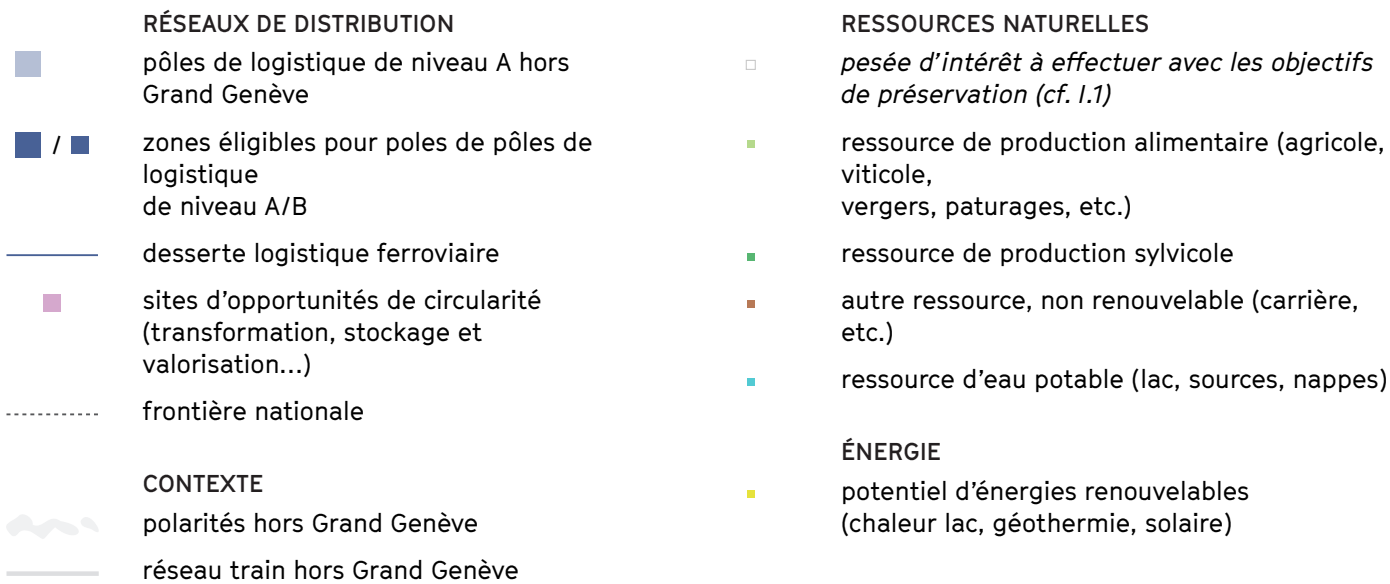 RÉSEAUX DE DISTRIBUTION
pôles de logistique de niveau A hors
Grand Genève
/
zones éligibles pour poles de pôles de
logistique
de niveau A/B
desserte logistique ferroviaire
sites d'opportunités de circularité
(transformation, stockage et
valorisation...)
frontière nationale
CONTEXTE
polarités hors Grand Genève
réseau train hors Grand Genève
RESSOURCES NATURELLES
pesée d'intérêt à effectuer avec les objectifs
de préservation (cf. I.1)
ressource de production alimentaire (agricole,
viticole,
vergers, paturages, etc.)
ressource de production sylvicole
autre ressource, non renouvelable (carrière,
etc.)
ressource d'eau potable (lac, sources, nappes)
ÉNERGIE
potentiel d'énergies renouvelables
(chaleur lac, géothermie, solaire)